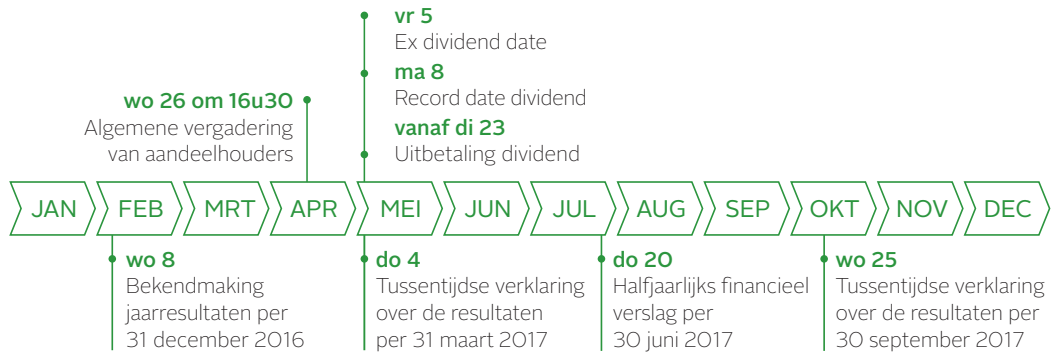 vr 5
Ex dividend date
ma 8
Record date dividend
vanaf di 23
Uitbetaling dividend
wo 26 om 16u30
Algemene vergadering
van aandeelhouders
JAN FEB MRT APR MEI JUN JUL AUG SEP OKT NOV DEC
wo 8
Bekendmaking
jaarresultaten per
31 december 2016
do 4
Tussentijdse verklaring
over de resultaten
per 31 maart 2017
do 20
Halfjaarlijks financieel
verslag per
30 juni 2017
wo 25
Tussentijdse verklaring
over de resultaten per
30 september 2017